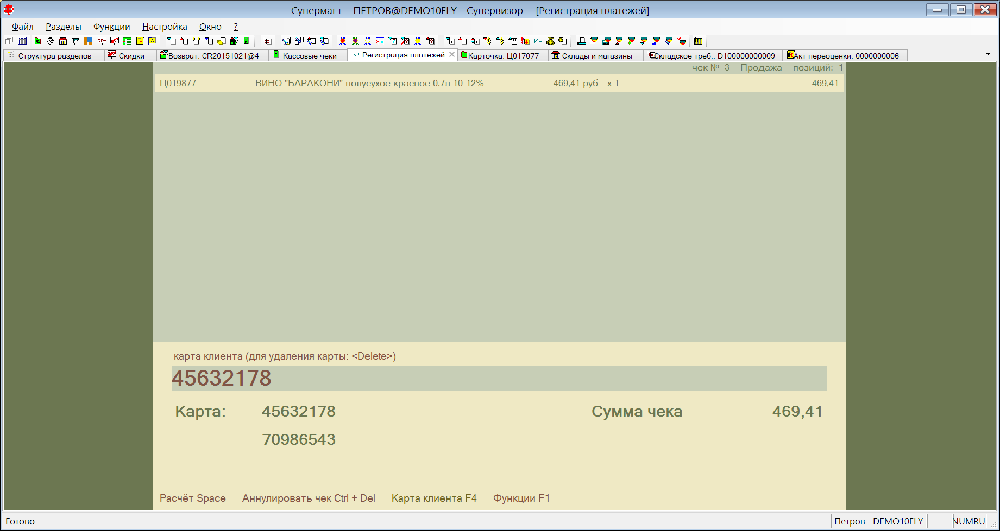 Супермаг+ - ПЕТРОВ@DEMO10FLY - Супервизор - [Регистрация платежей]
Файл Разделы Функции Настройка Окно ?
Структура разделов Скидки Возврат: CR20151021@4 Кассовые чеки K+ Регистрация платежей Карточка: Ц017077 Склады и магазины Складское треб.: D100000000009 Акт переоценки: 0000000006
чек № 3 Продажа позиций: 1
Ц019877 ВИНО "БАРАКОНИ" полусухое красное 0.7л 10-12% 469,41 руб x 1 469,41
карта клиента (для удаления карты: <Delete>)
45632178
Карта: 45632178 Сумма чека 469,41
70986543
Расчёт Space Аннулировать чек Ctrl + Del Карта клиента F4 Функции F1
Готово Петров DEMO10FLY NUM RU